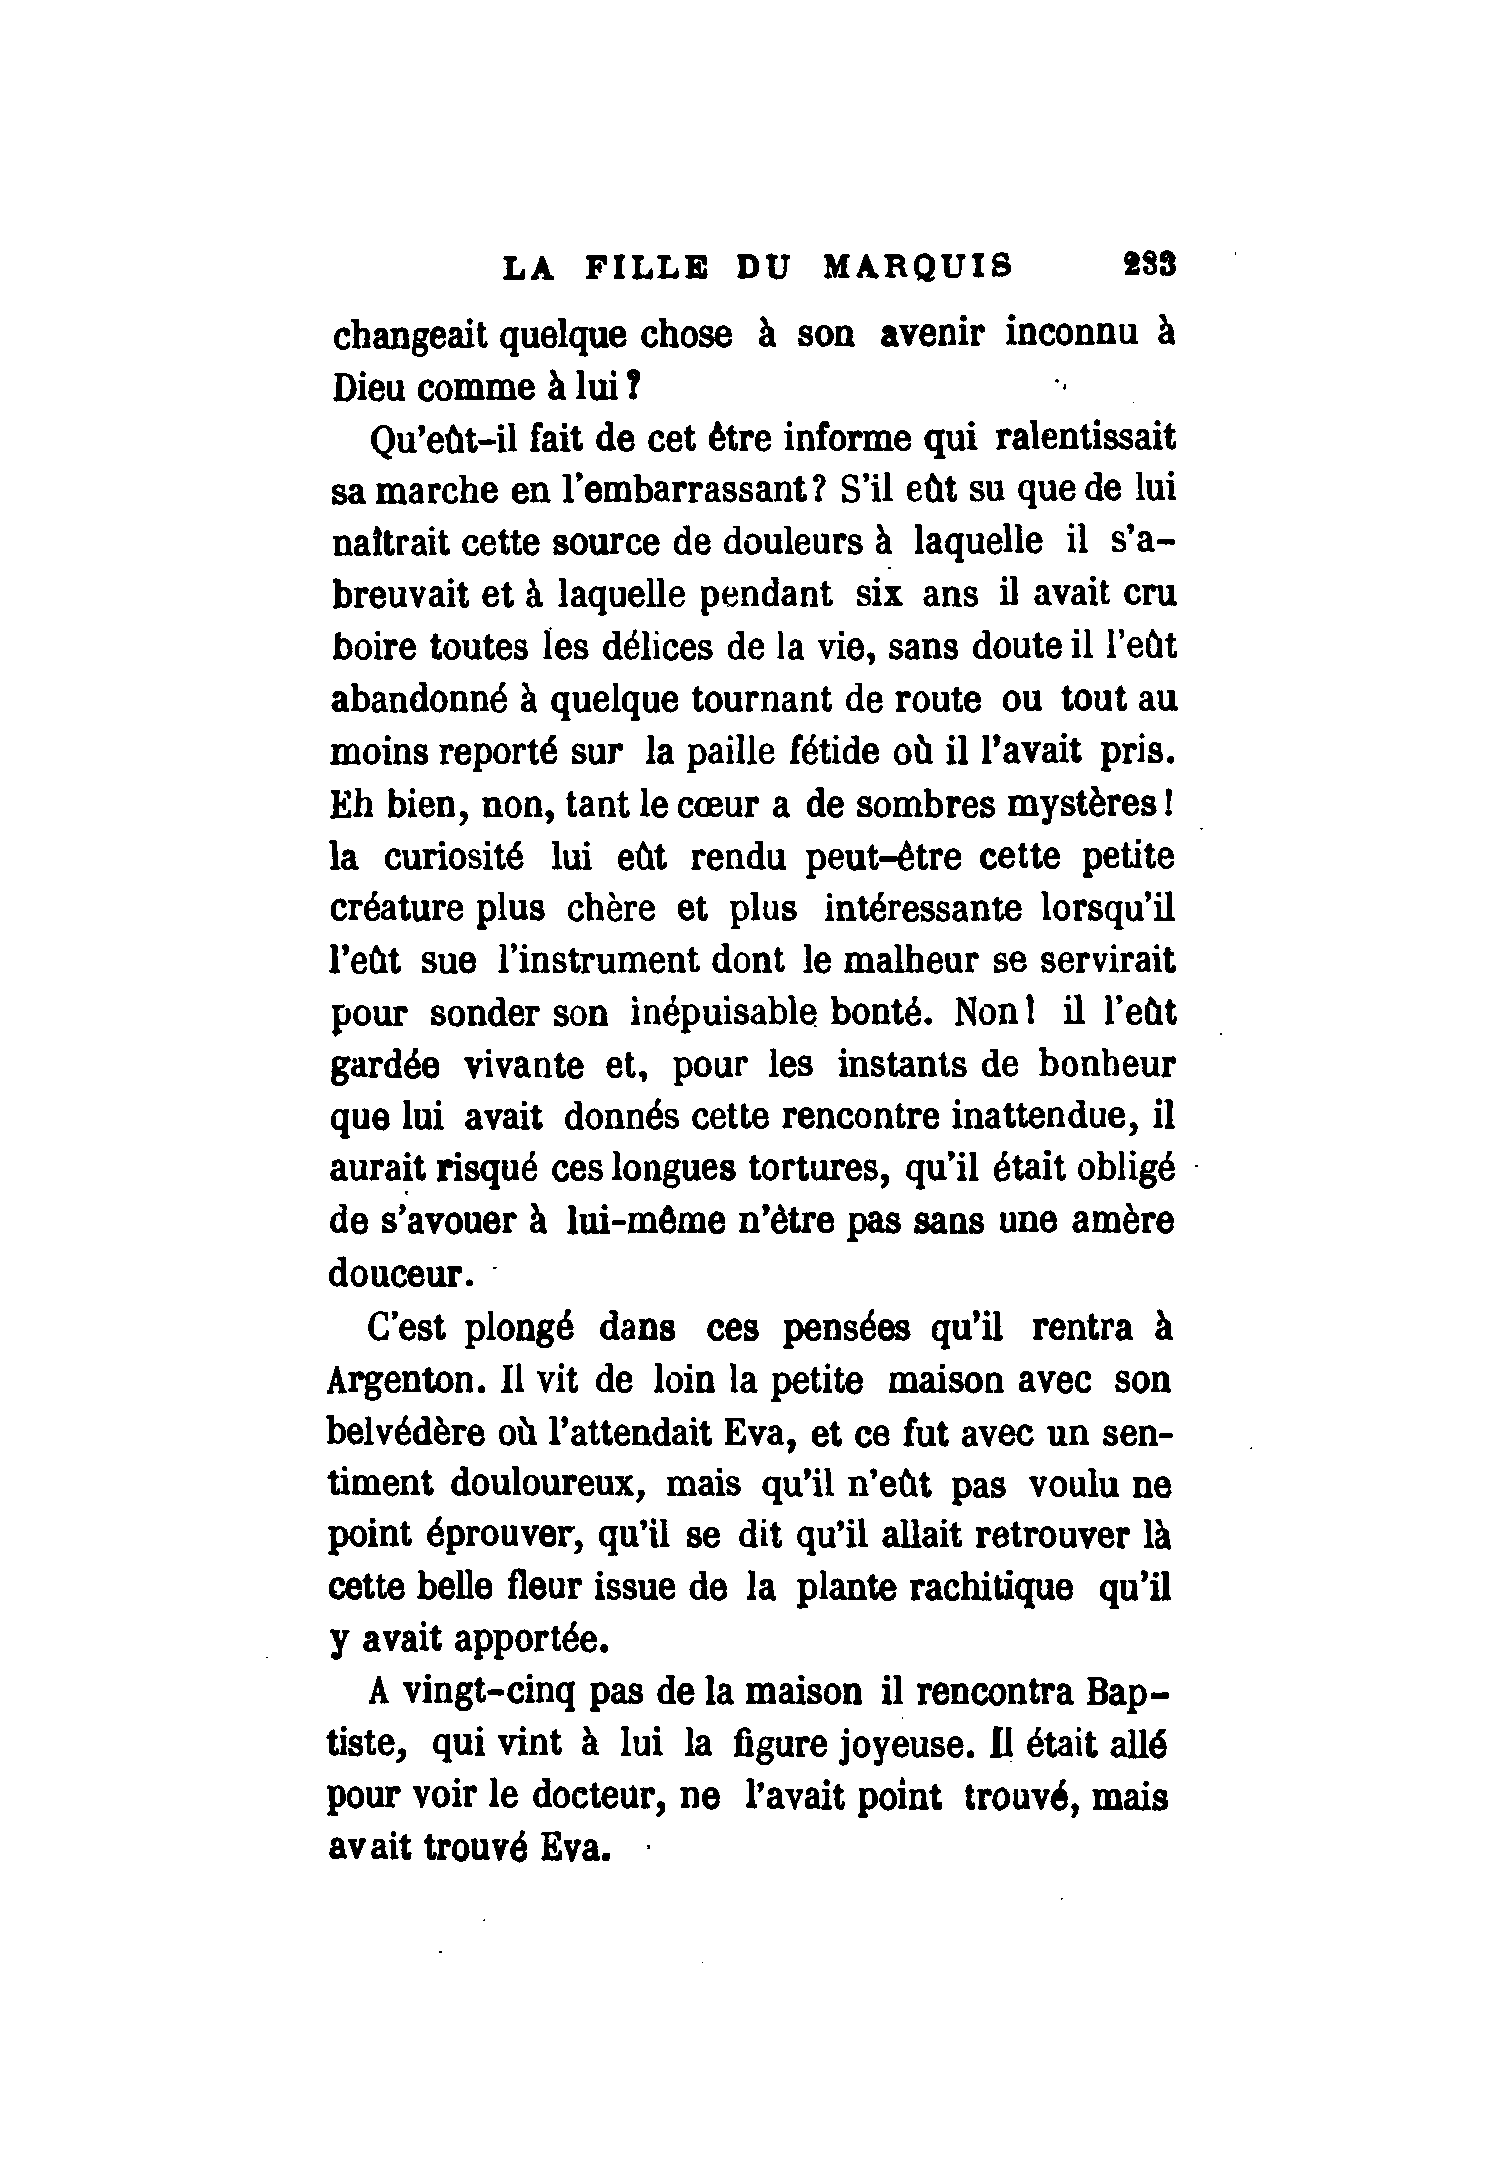 LA FILLE DU MARQUIS 283
changeait quelque chose à son avenir inconnu à
Dieu comme à lui ?
Qu'eût-il fait de cet être informe qui ralentissait
sa marche en l'embarrassant? S'il eût su que de lui
naîtrait cette source de douleurs à laquelle il s'a-
breuvait et à laquelle pendant six ans il avait cru
boire toutes les délices de la vie, sans doute il l'eût
abandonné à quelque tournant de route ou tout au
moins reporté sur la paille fétide où il l'avait pris.
Eh bien, non, tant le cœur a de sombres mystères !
la curiosité lui eût rendu peut-être cette petite
créature plus chère et plus intéressante lorsqu'il
l'eût sue l'instrument dont le malheur se servirait
pour sonder son inépuisable bonté. Non ! il l'eût
gardée vivante et, pour les instants de bonheur
que lui avait donnés cette rencontre inattendue, il
aurait risqué ces longues tortures, qu'il était obligé
de s'avouer à lui-même n'être pas sans une amère
douceur.
C'est plongé dans ces pensées qu'il rentra à
Argenton. Il vit de loin la petite maison avec son
belvédère où l'attendait Eva, et ce fut avec un sen-
timent douloureux, mais qu'il n'eût pas voulu ne
point éprouver, qu'il se dit qu'il allait retrouver là
cette belle fleur issue de la plante rachitique qu'il
y avait apportée.
A vingt-cinq pas de la maison il rencontra Bap-
tiste, qui vint à lui la figure joyeuse. Il était allé
pour voir le docteur, ne l'avait point trouvé, mais
avait trouvé Eva.